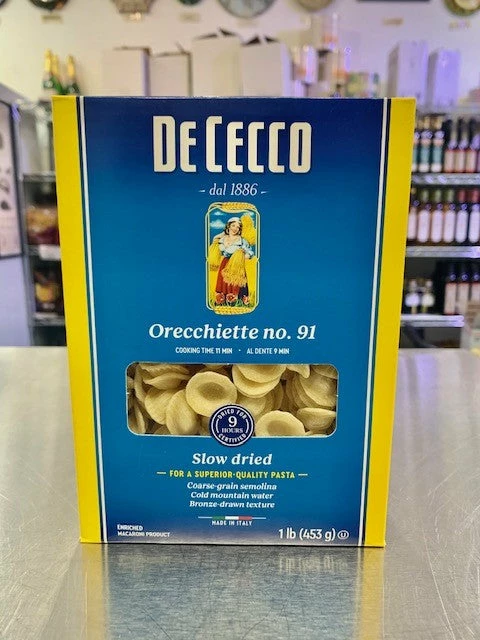 DE CECCO
- dal 1886 -
Orecchiette no. 91
COOKING TIME 11 MIN • AL DENTE 9 MIN
DRIED FOR
9
HOURS
CERTIFIED
Slow dried
— FOR A SUPERIOR-QUALITY PASTA —
Coarse-grain semolina
Cold mountain water
Bronze-drawn texture
MADE IN ITALY
ENRICHED
MACARONI PRODUCT
1 lb (453 g) U